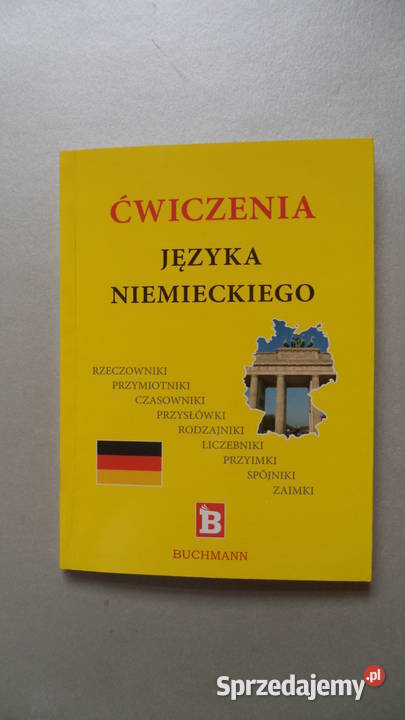 ĆWICZENIA
JĘZYKA
NIEMIECKIEGO
RZECZOWNIKI
PRZYMIOTNIKI
CZASOWNIKI
PRZYSŁÓWKI
RODZAJNIKI
LICZEBNIKI
PRZYIMKI
SPÓJNIKI
ZAIMKI
B
BUCHMANN
Sprzedajemy.pl